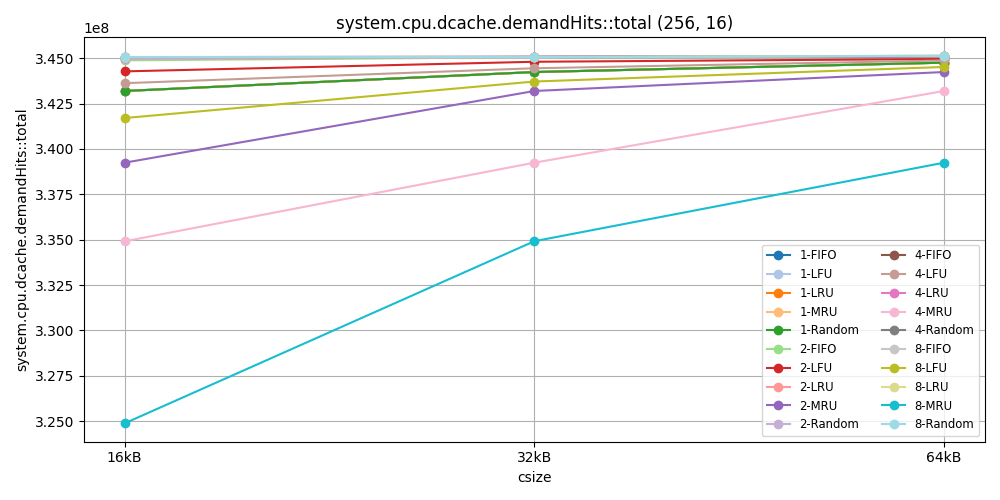 system.cpu.dcache.demandHits::total (256, 16)
1e8
3.450
3.425
3.400
3.375
3.350
3.325
3.300
3.275
3.250
system.cpu.dcache.demandHits::total
16kB
32kB
64kB
csize
1-FIFO
1-LFU
1-LRU
1-MRU
1-Random
2-FIFO
2-LFU
2-LRU
2-MRU
2-Random
4-FIFO
4-LFU
4-LRU
4-MRU
4-Random
8-FIFO
8-LFU
8-LRU
8-MRU
8-Random